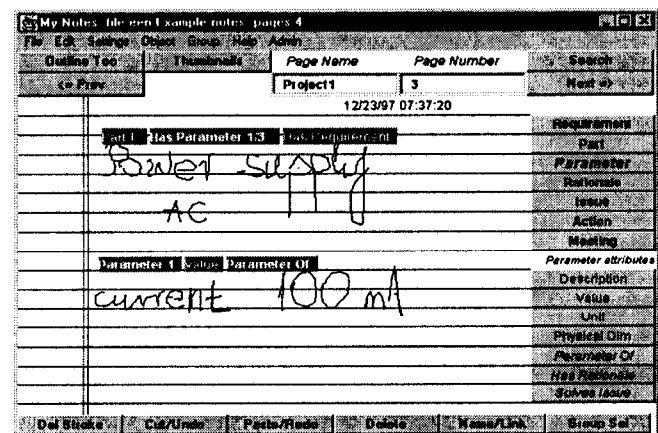 My Notes file een Example notes pages 4
File Edit Settings Object Group Help Admin
Outline Too Thumbnails Page Name Page Number Search
<= Prev Project1 3 Next =>
12/23/97 07:37:20
Requirement
Part 1 Has Parameter 1/3 Has Requirement
Part
Power supply
Parameter
Rationale
AC
Issue
Action
Meeting
Parameter 1 Value Parameter Of
Parameter attributes
Description
current 100 mA
Value
Unit
Physical Dim
Parameter Of
Has Rationale
Solves Issue
Del Stroke Cut/Undo Paste/Redo Delete Name/Link Group Sel